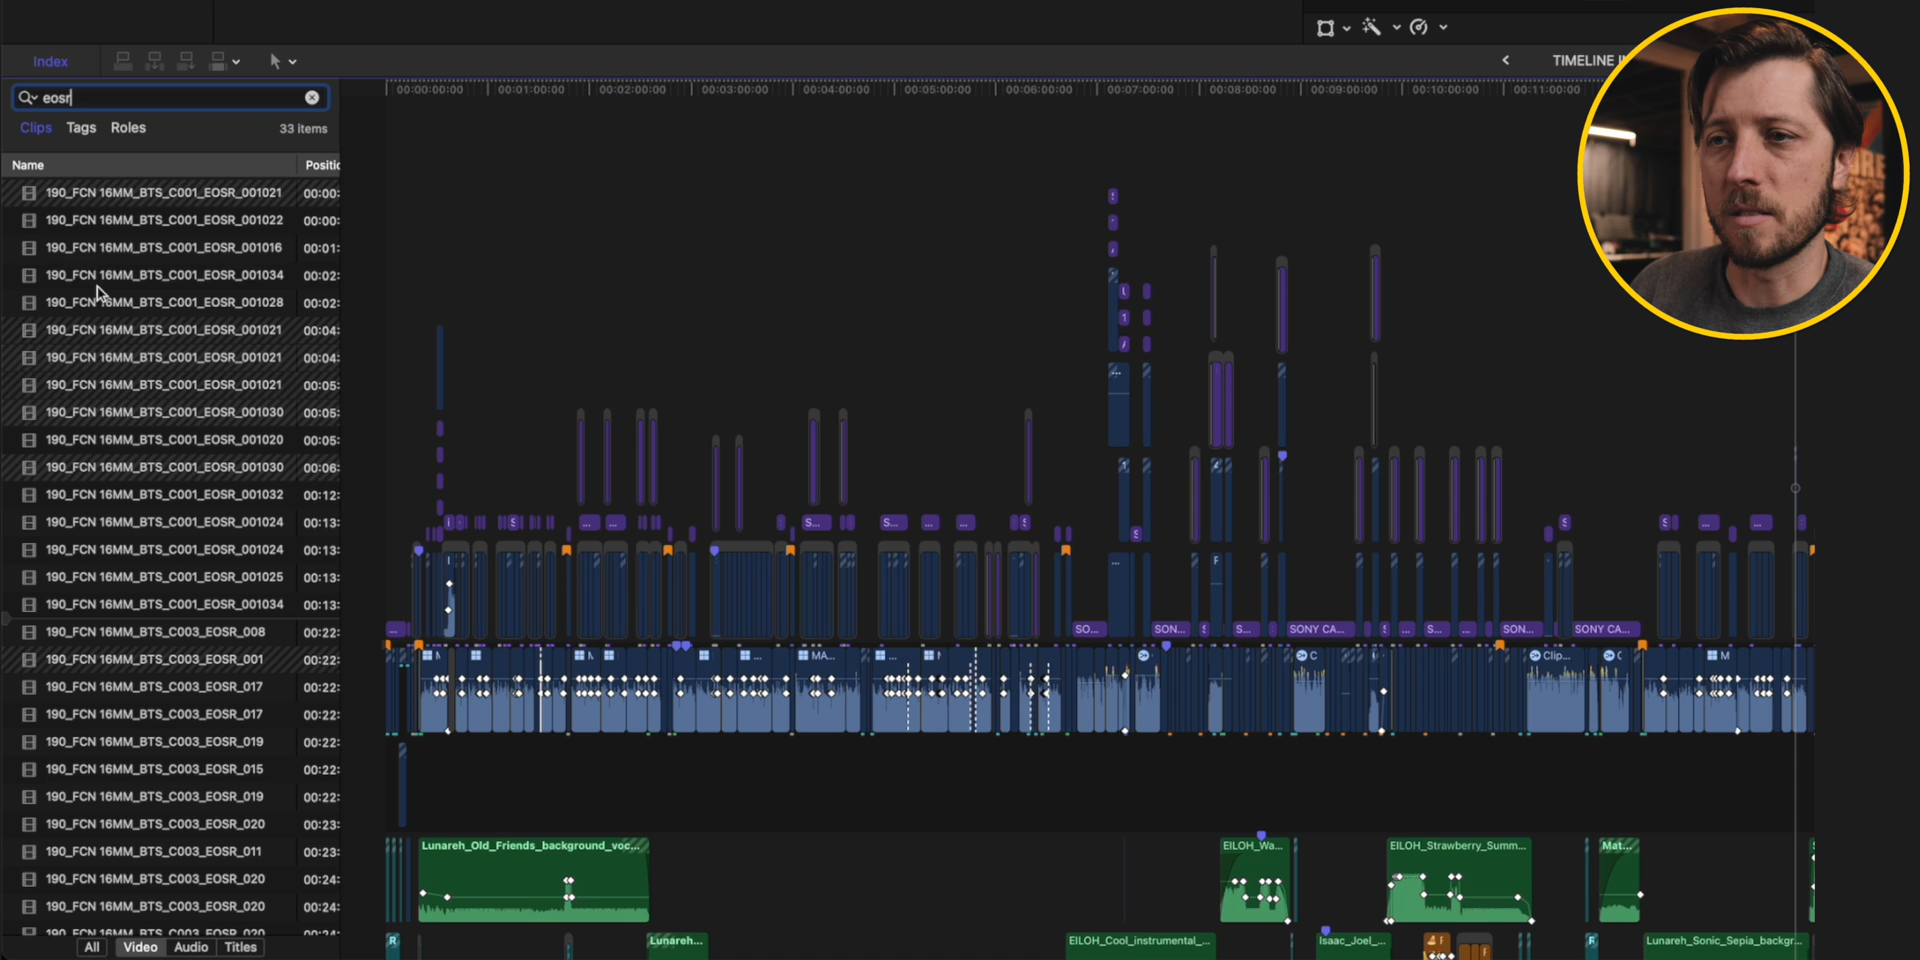 Index
TIMELINE I
eosr
Clips Tags Roles 33 items
Name Positio
00:00:00:00 00:01:00:00 00:02:00:00 00:03:00:00 00:04:00:00 00:05:00:00 00:06:00:00 00:07:00:00 00:08:00:00 00:09:00:00 00:10:00:00 00:11:00:00
190_FCN 16MM_BTS_C001_EOSR_001021 00:00:
190_FCN 16MM_BTS_C001_EOSR_001022 00:00:
190_FCN 16MM_BTS_C001_EOSR_001016 00:01:
190_FCN 16MM_BTS_C001_EOSR_001034 00:02:
190_FCN 16MM_BTS_C001_EOSR_001028 00:02:
190_FCN 16MM_BTS_C001_EOSR_001021 00:04:
190_FCN 16MM_BTS_C001_EOSR_001021 00:04:
190_FCN 16MM_BTS_C001_EOSR_001021 00:05:
190_FCN 16MM_BTS_C001_EOSR_001030 00:05:
190_FCN 16MM_BTS_C001_EOSR_001020 00:05:
190_FCN 16MM_BTS_C001_EOSR_001030 00:06:
190_FCN 16MM_BTS_C001_EOSR_001032 00:12:
190_FCN 16MM_BTS_C001_EOSR_001024 00:13:
190_FCN 16MM_BTS_C001_EOSR_001024 00:13:
190_FCN 16MM_BTS_C001_EOSR_001025 00:13:
190_FCN 16MM_BTS_C001_EOSR_001034 00:13:
190_FCN 16MM_BTS_C003_EOSR_008 00:22:
190_FCN 16MM_BTS_C003_EOSR_001 00:22:
190_FCN 16MM_BTS_C003_EOSR_017 00:22:
190_FCN 16MM_BTS_C003_EOSR_017 00:22:
190_FCN 16MM_BTS_C003_EOSR_019 00:22:
190_FCN 16MM_BTS_C003_EOSR_015 00:22:
190_FCN 16MM_BTS_C003_EOSR_019 00:22:
190_FCN 16MM_BTS_C003_EOSR_020 00:23:
190_FCN 16MM_BTS_C003_EOSR_011 00:23:
190_FCN 16MM_BTS_C003_EOSR_020 00:24:
190_FCN 16MM_BTS_C003_EOSR_020 00:24:
190_FCN 16MM_BTS_C003_EOSR_020 00:24:
All Video Audio Titles
S... S... ... ...
SO... SON... S S... SONY CA... S ... S... ... SON... SONY CA...
MA... ... C Clip... M
Lunareh_Old_Friends_background_voc... EILOH_Wa... EILOH_Strawberry_Summ... Mat...
R Lunareh... EILOH_Cool_instrumental_... Isaac_Joel_... R Lunareh_Sonic_Sepia_backgr...